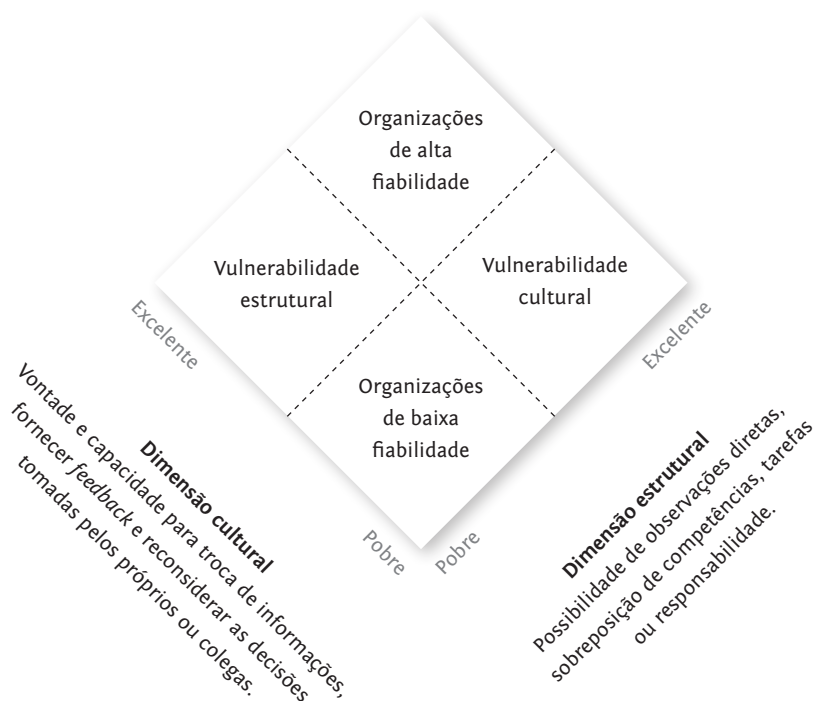 Organizações
de alta
fiabilidade
Vulnerabilidade
estrutural
Vulnerabilidade
cultural
Organizações
de baixa
fiabilidade
Excelente
Pobre
Dimensão cultural
Vontade e capacidade para troca de informações,
fornecer feedback e reconsiderar as decisões
tomadas pelos próprios ou colegas.
Pobre
Excelente
Dimensão estrutural
Possibilidade de observações diretas,
sobreposição de competências, tarefas
ou responsabilidade.